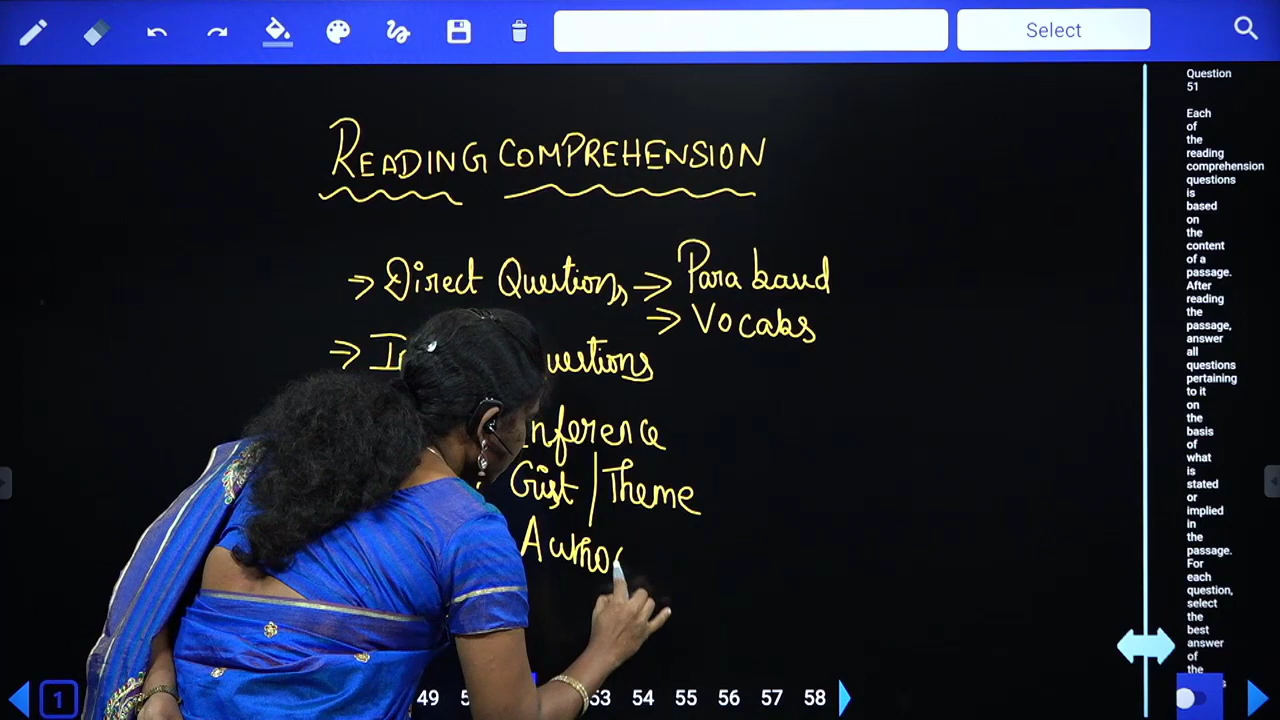 Select
READING COMPREHENSION
→ Direct Questions → Para based
→ Vocabs
→ Questions
Inference
Gist | Theme
Autho
1 49 53 54 55 56 57 58
Question
51
Each
of
the
reading
comprehension
questions
is
based
on
the
content
of a
passage.
After
reading
the
passage,
answer
all
questions
pertaining
to it
on
the
basis
of
what
is
stated
or
implied
in
the
passage.
For
each
question,
select
the
best
answer
of
the